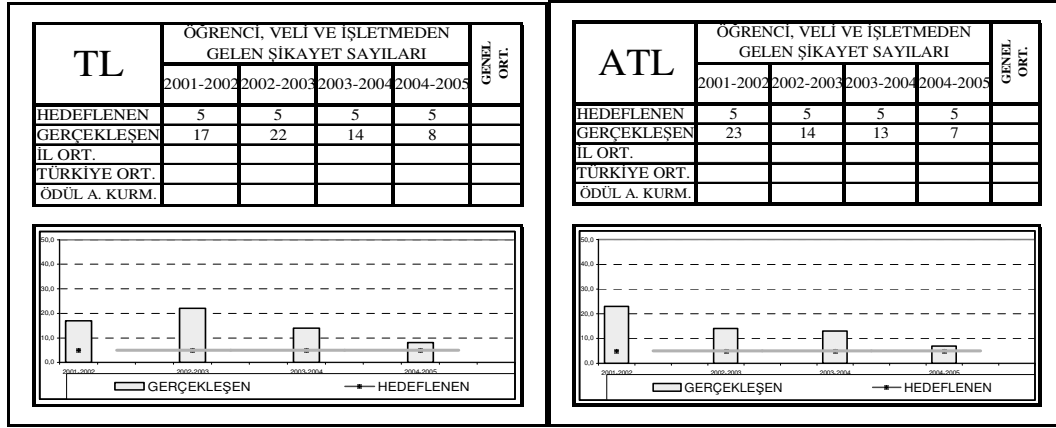 TL
ÖĞRENCİ, VELİ VE İŞLETMEDEN
GELEN ŞİKAYET SAYILARI
GENEL
ORT.
2001-2002 2002-2003 2003-2004 2004-2005
HEDEFLENEN 5 5 5 5
GERÇEKLEŞEN 17 22 14 8
İL ORT.
TÜRKİYE ORT.
ÖDÜL A. KURM.
50,0
40,0
30,0
20,0
10,0
0,0
2001-2002 2002-2003 2003-2004 2004-2005
GERÇEKLEŞEN HEDEFLENEN
ATL
ÖĞRENCİ, VELİ VE İŞLETMEDEN
GELEN ŞİKAYET SAYILARI
GENEL
ORT.
2001-2002 2002-2003 2003-2004 2004-2005
HEDEFLENEN 5 5 5 5
GERÇEKLEŞEN 23 14 13 7
İL ORT.
TÜRKİYE ORT.
ÖDÜL A. KURM.
50,0
40,0
30,0
20,0
10,0
0,0
2001-2002 2002-2003 2003-2004 2004-2005
GERÇEKLEŞEN HEDEFLENEN